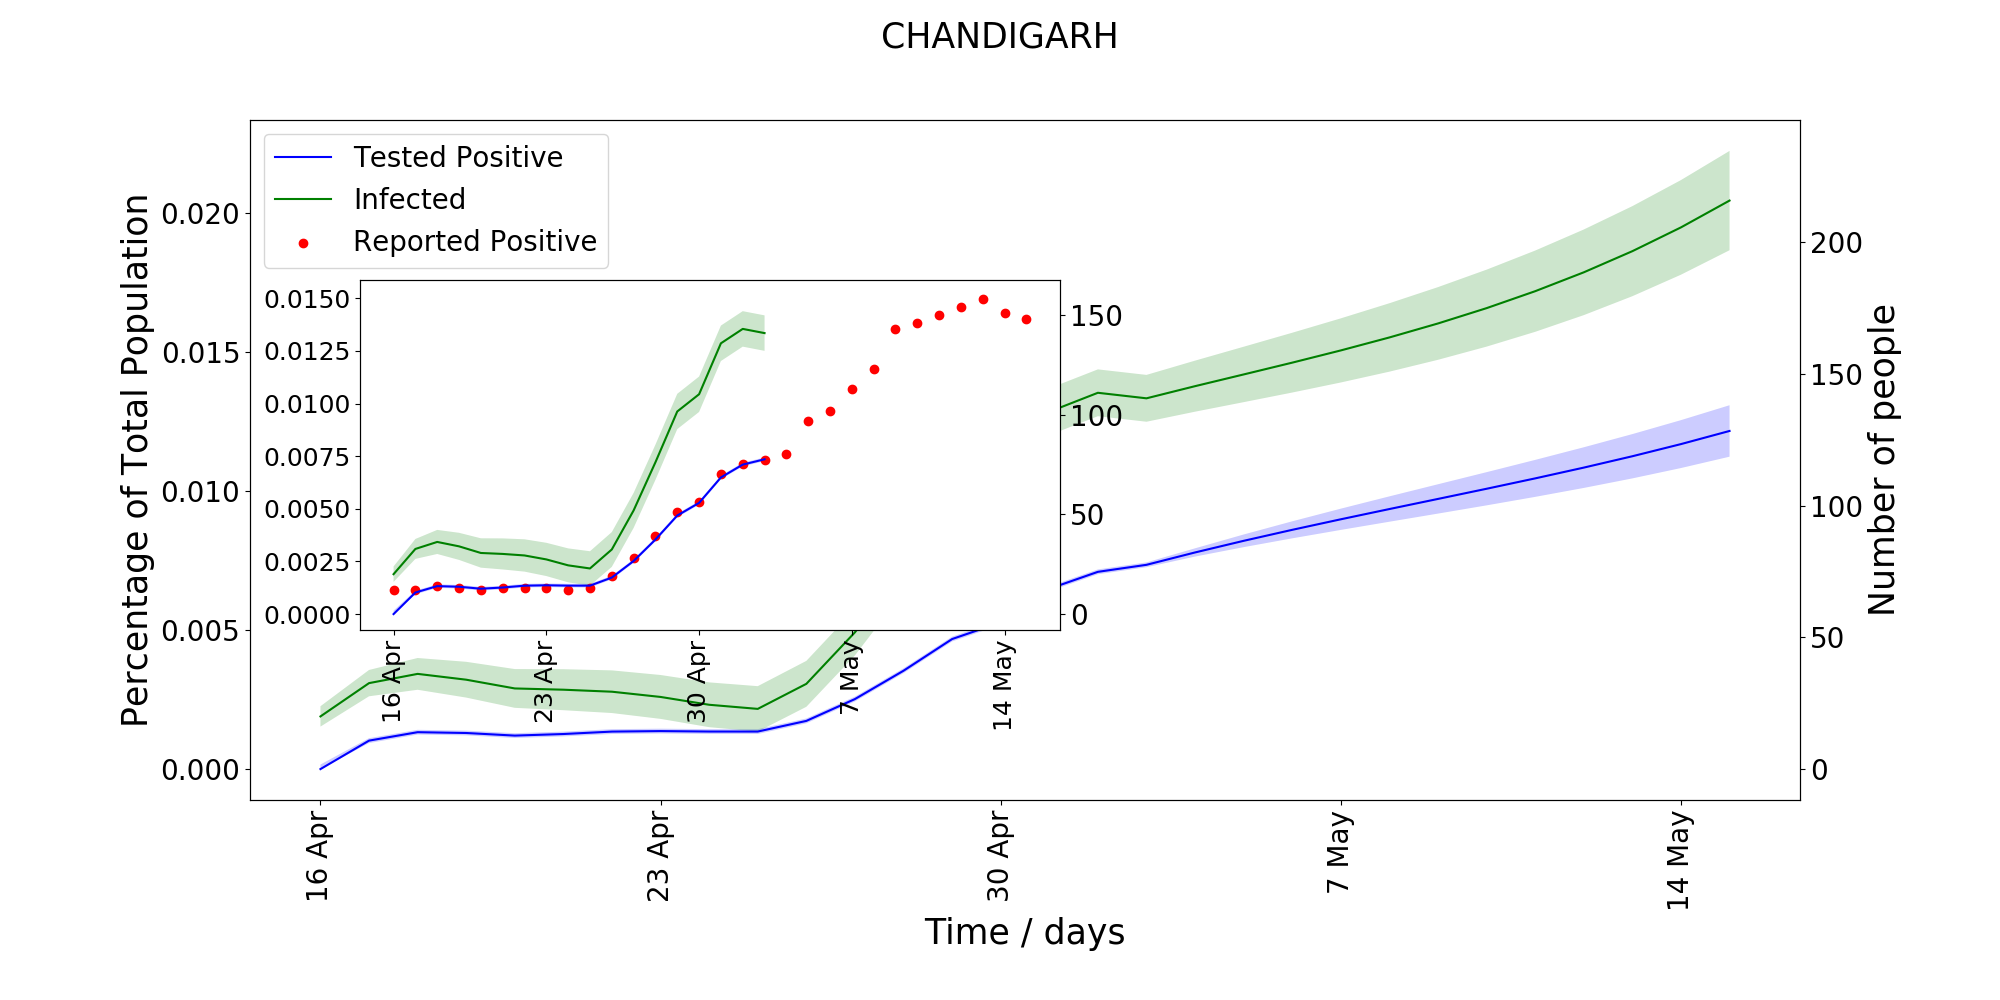 CHANDIGARH
Tested Positive
Infected
Reported Positive
Percentage of Total Population
0.020
0.015
0.010
0.005
0.000
0.0150
0.0125
0.0100
0.0075
0.0050
0.0025
0.0000
150
100
50
0
16 Apr
23 Apr
30 Apr
7 May
14 May
200
150
100
50
0
Number of people
16 Apr
23 Apr
30 Apr
7 May
14 May
Time / days